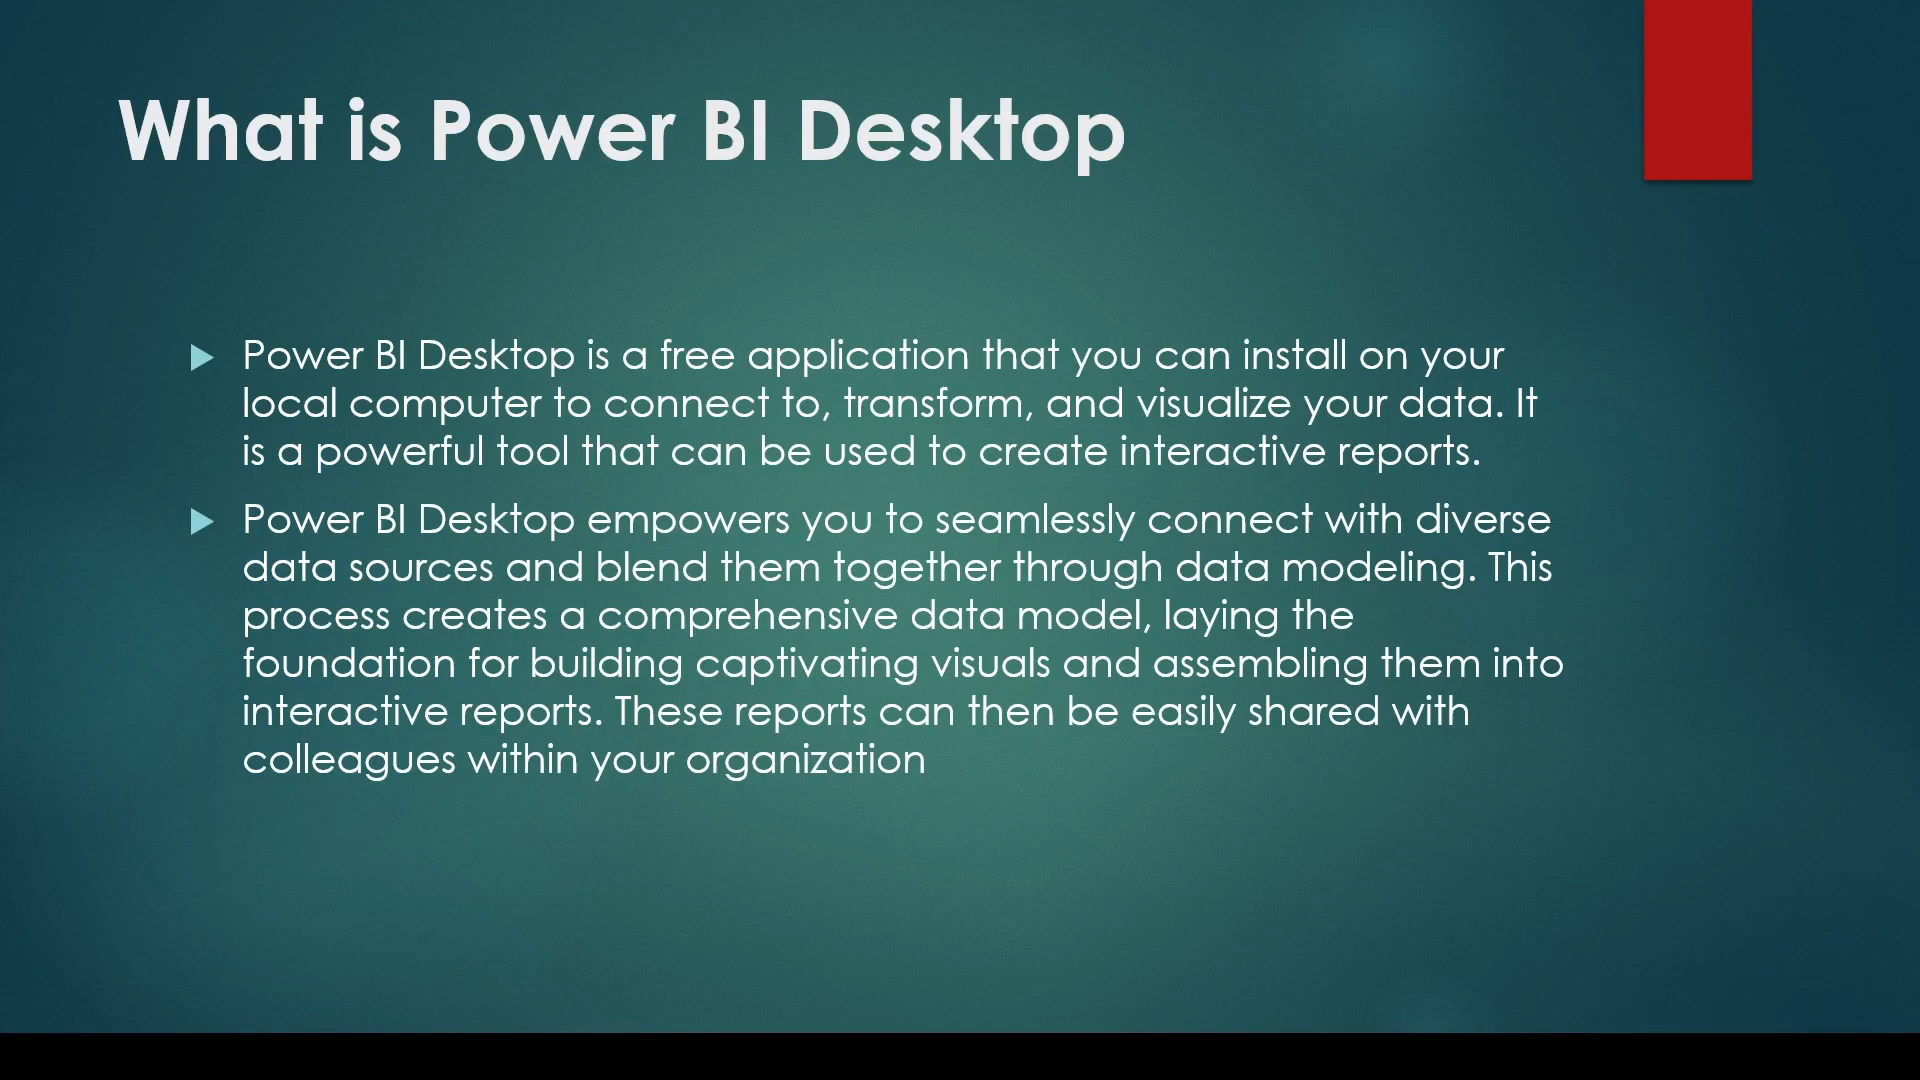 What is Power BI Desktop
Power BI Desktop is a free application that you can install on your
local computer to connect to, transform, and visualize your data. It
is a powerful tool that can be used to create interactive reports.
Power BI Desktop empowers you to seamlessly connect with diverse
data sources and blend them together through data modeling. This
process creates a comprehensive data model, laying the
foundation for building captivating visuals and assembling them into
interactive reports. These reports can then be easily shared with
colleagues within your organization